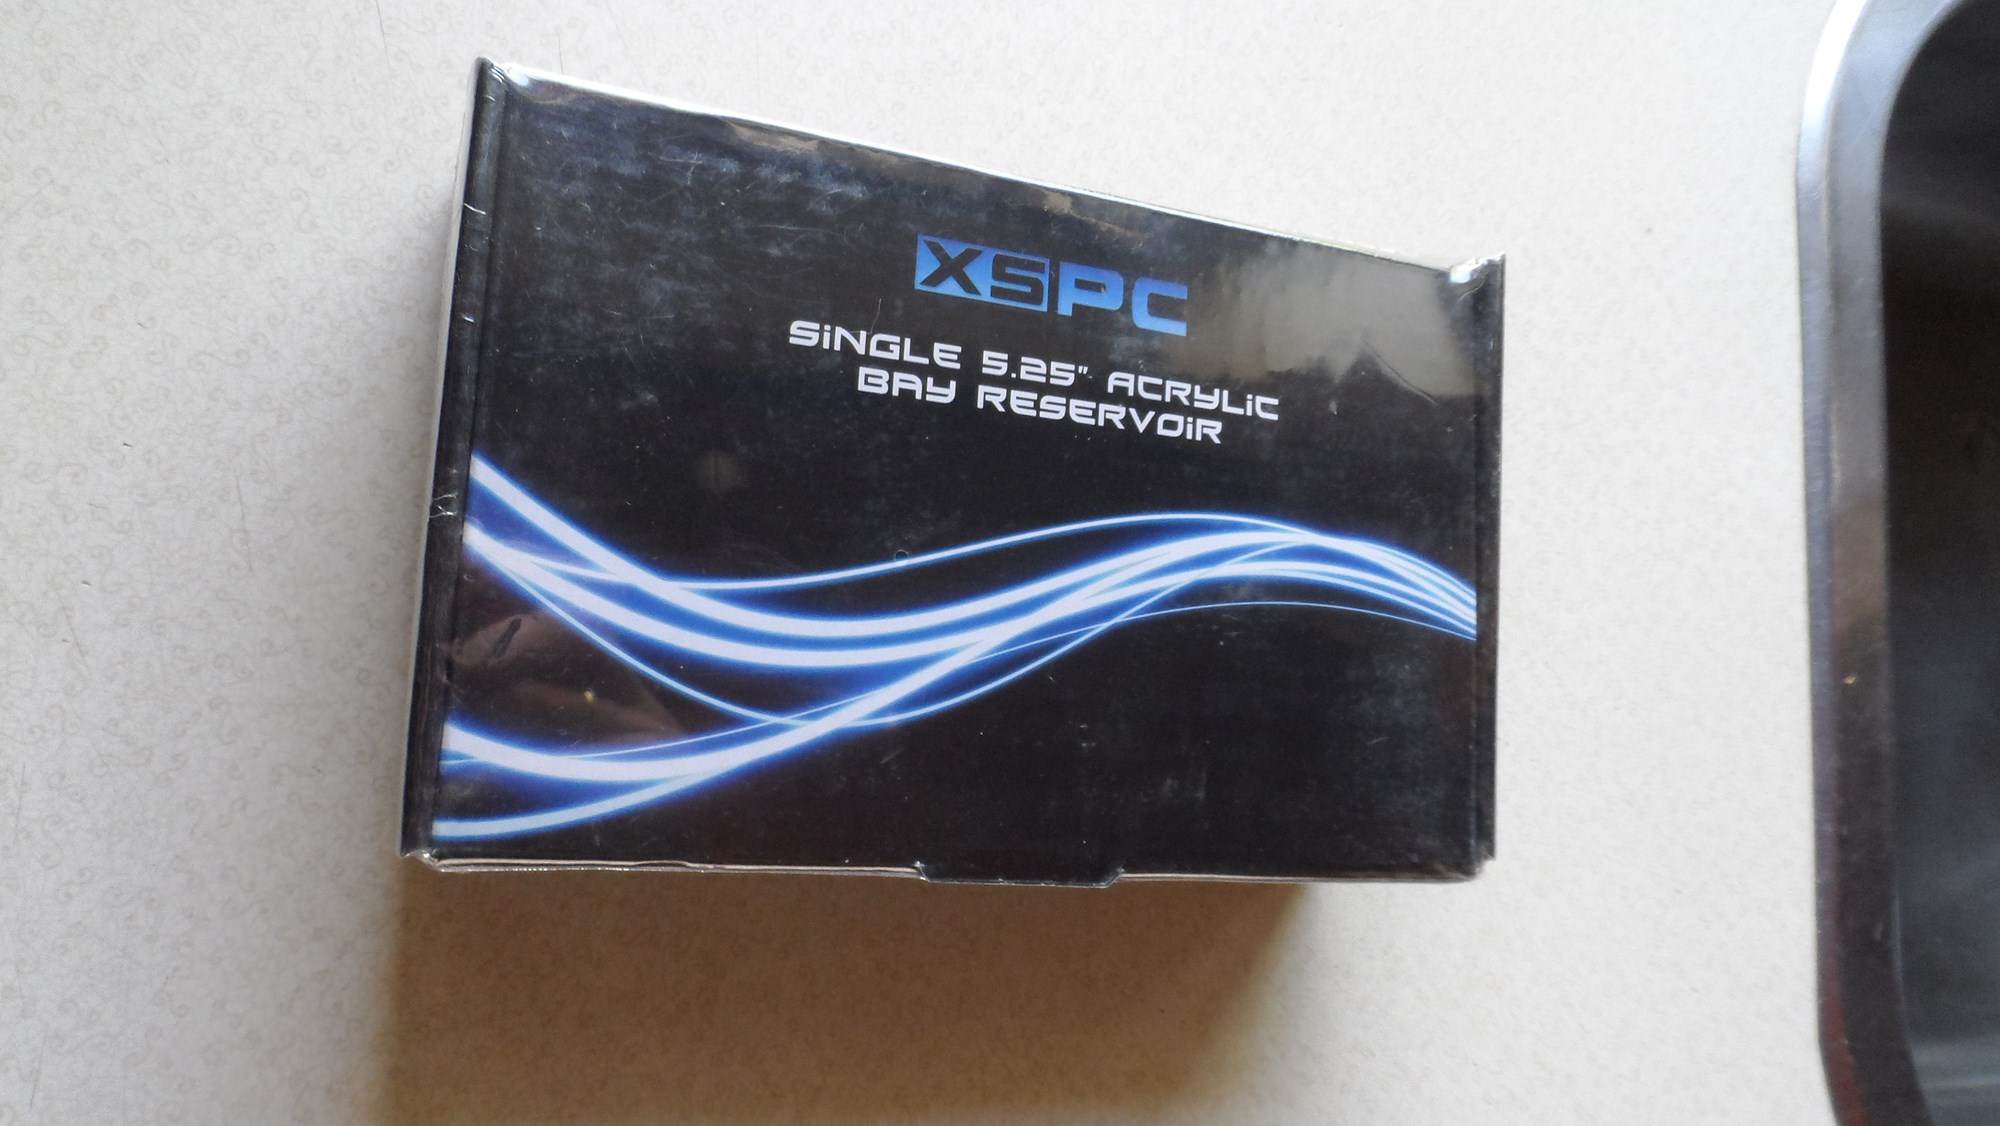 XSPC
SiNGLE 5.25" ACRYLiC
BAY RESERVOiR